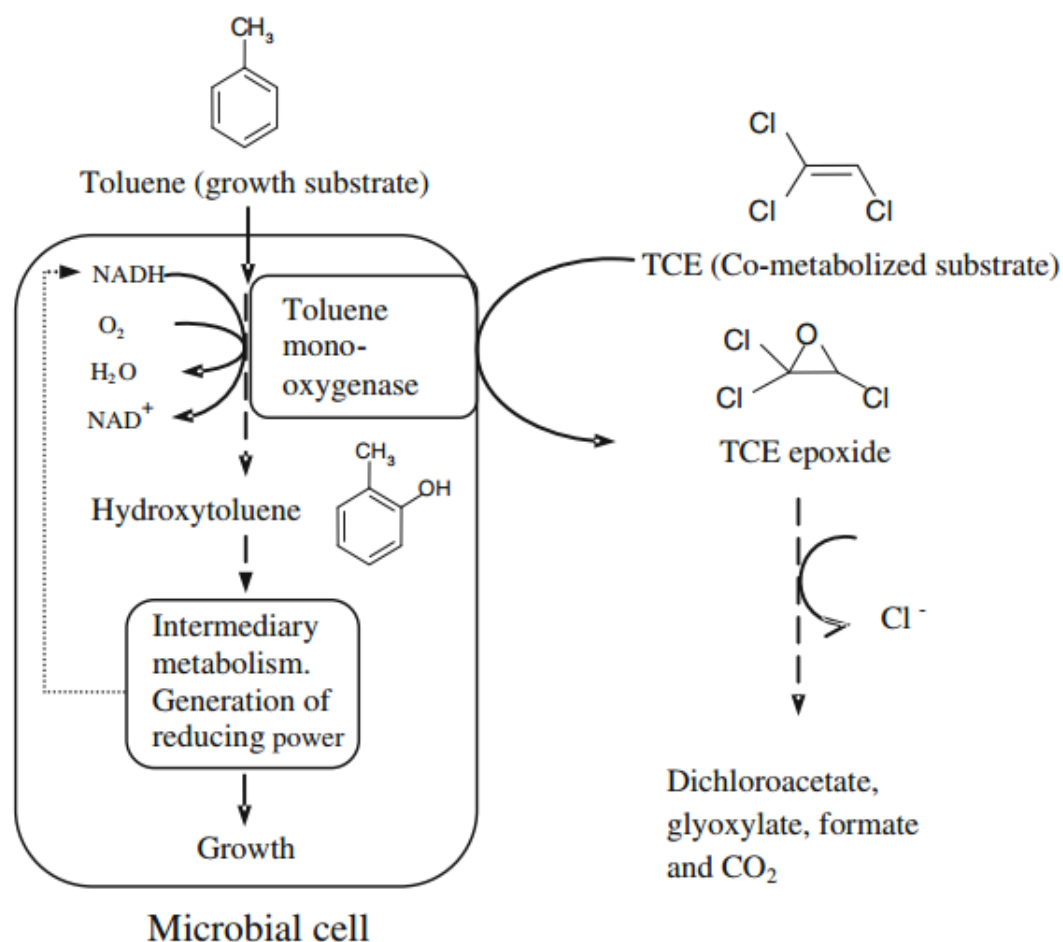 CH3
Toluene (growth substrate)
NADH
O2
H2O
NAD+
Toluene
mono-
oxygenase
Hydroxytoluene
CH3
OH
Intermediary
metabolism.
Generation of
reducing power
Growth
Microbial cell
Cl
Cl
Cl
TCE (Co-metabolized substrate)
O
Cl
Cl
Cl
TCE epoxide
Cl -
Dichloroacetate,
glyoxylate, formate
and CO2